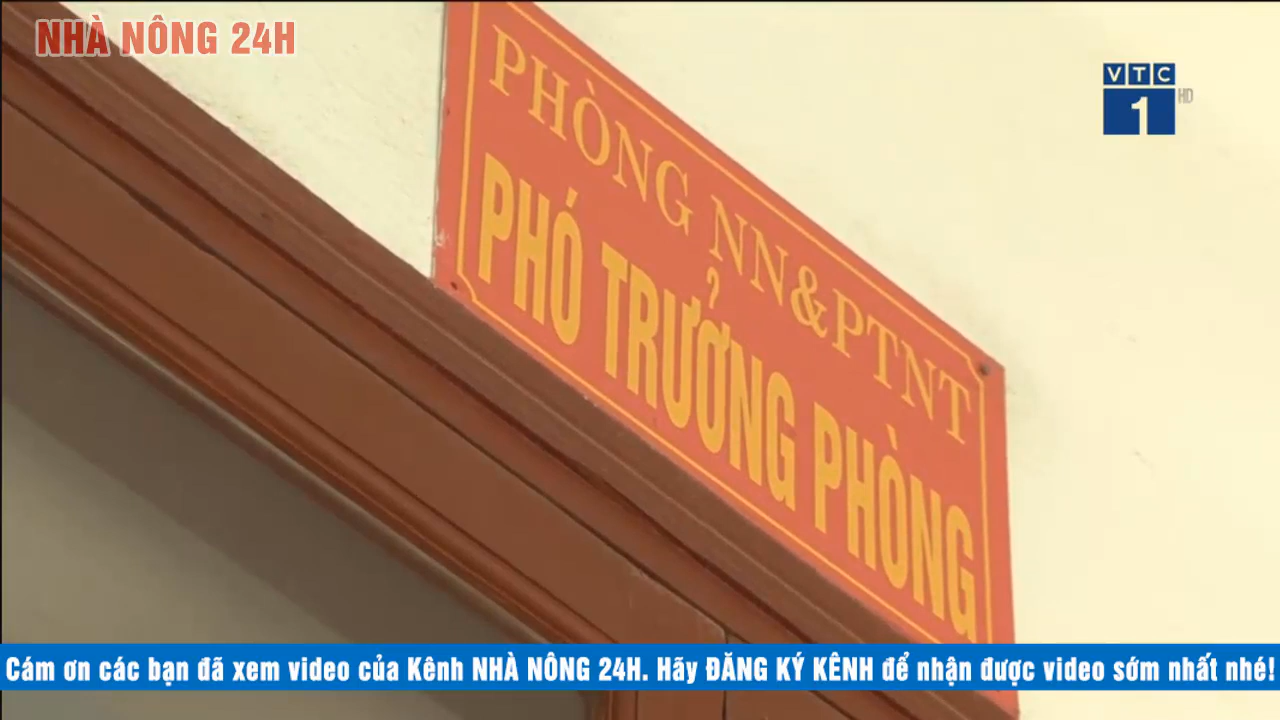 NHÀ NÔNG 24H
VTC
1
HD
PHÒNG NN&PTNT
PHÓ TRƯỞNG PHÒNG
Cám ơn các bạn đã xem video của Kênh NHÀ NÔNG 24H. Hãy ĐĂNG KÝ KÊNH để nhận được video sớm nhất nhé!